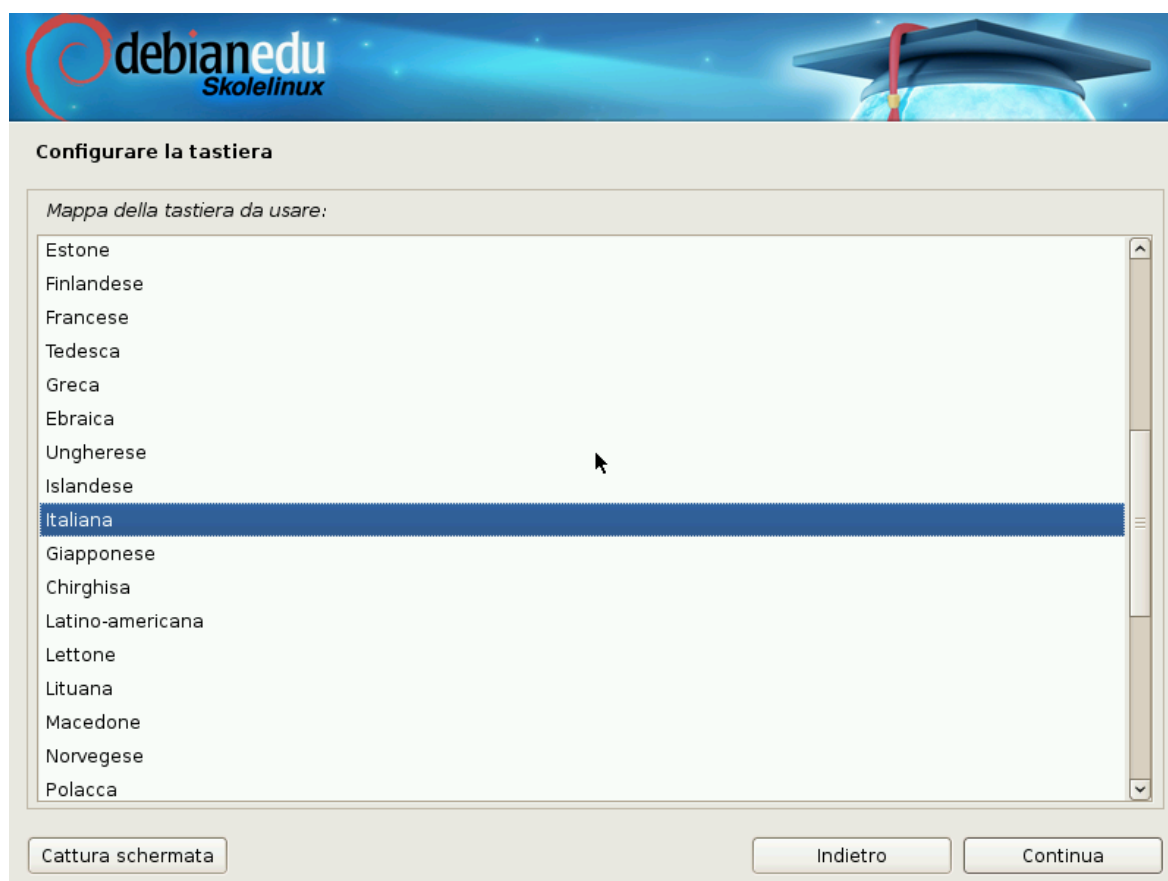 debianedu
Skolelinux
Configurare la tastiera
Mappa della tastiera da usare:
Estone
Finlandese
Francese
Tedesca
Greca
Ebraica
Ungherese
Islandese
Italiana
Giapponese
Chirghisa
Latino-americana
Lettone
Lituana
Macedone
Norvegese
Polacca
Cattura schermata
Indietro
Continua